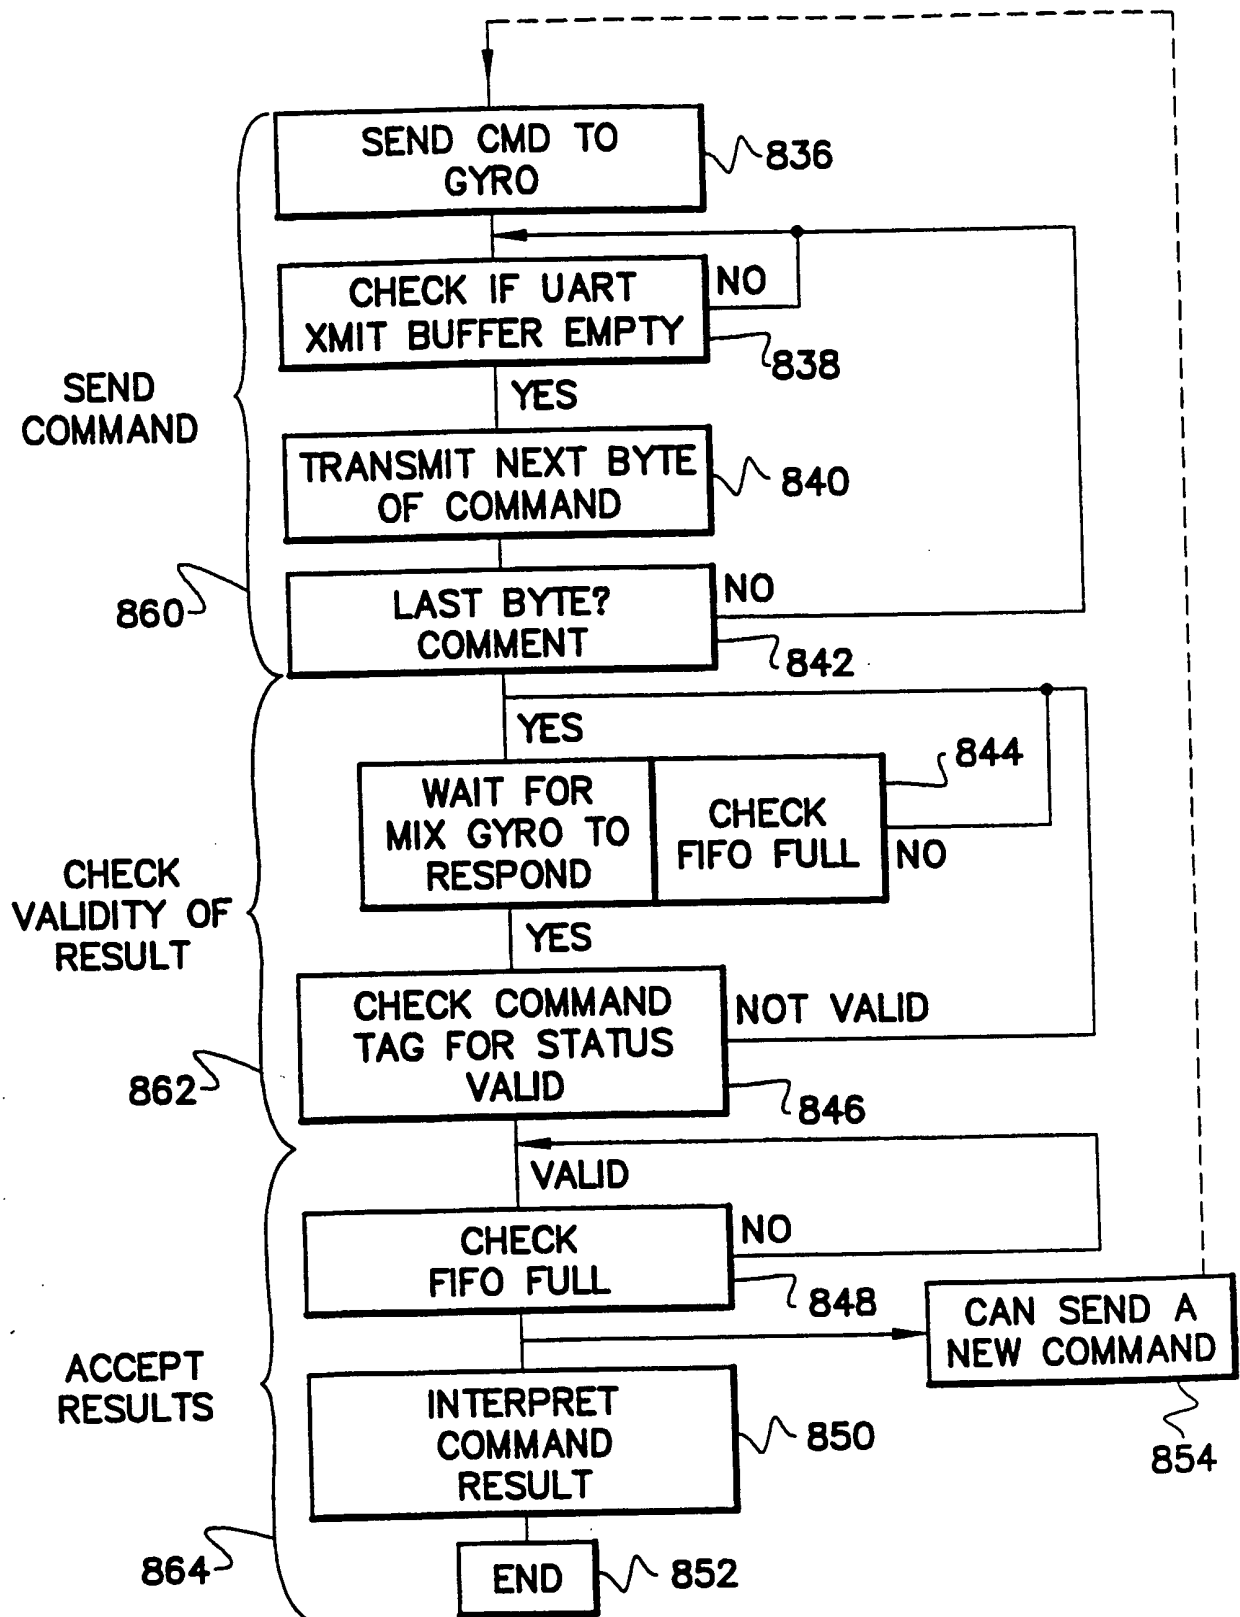 SEND CMD TO
GYRO
836
CHECK IF UART
XMIT BUFFER EMPTY
NO
838
YES
SEND
COMMAND
TRANSMIT NEXT BYTE
OF COMMAND
840
860
LAST BYTE?
COMMENT
NO
842
YES
WAIT FOR
MIX GYRO TO
RESPOND
CHECK
FIFO FULL
844
NO
CHECK
VALIDITY OF
RESULT
YES
CHECK COMMAND
TAG FOR STATUS
VALID
NOT VALID
846
862
VALID
CHECK
FIFO FULL
NO
848
CAN SEND A
NEW COMMAND
854
ACCEPT
RESULTS
INTERPRET
COMMAND
RESULT
850
864
END
852